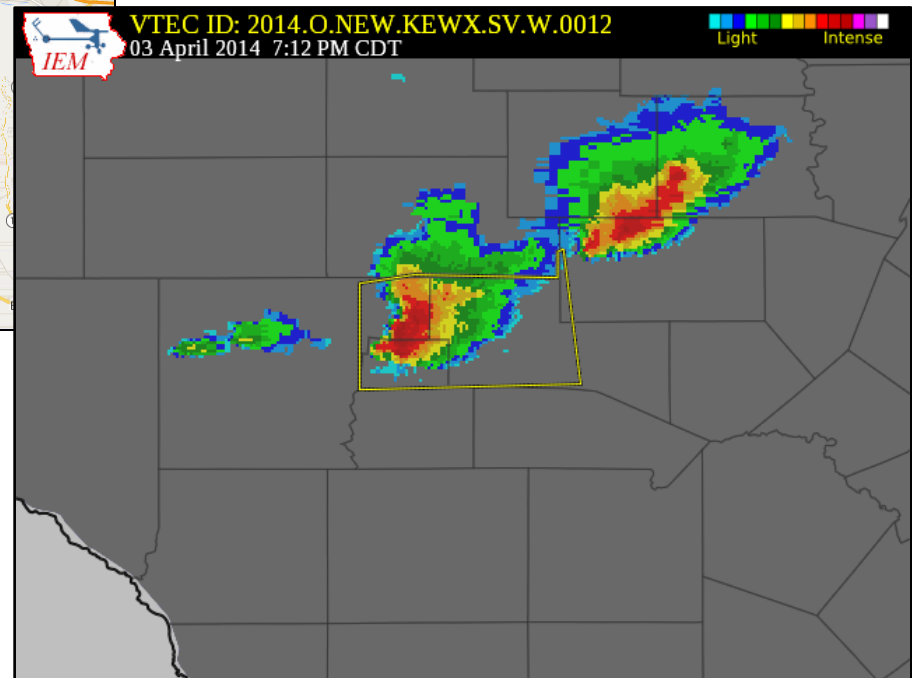 VTEC ID: 2014.O.NEW.KEWX.SV.W.0012
03 April 2014  7:12 PM CDT
IEM
Light
Intense